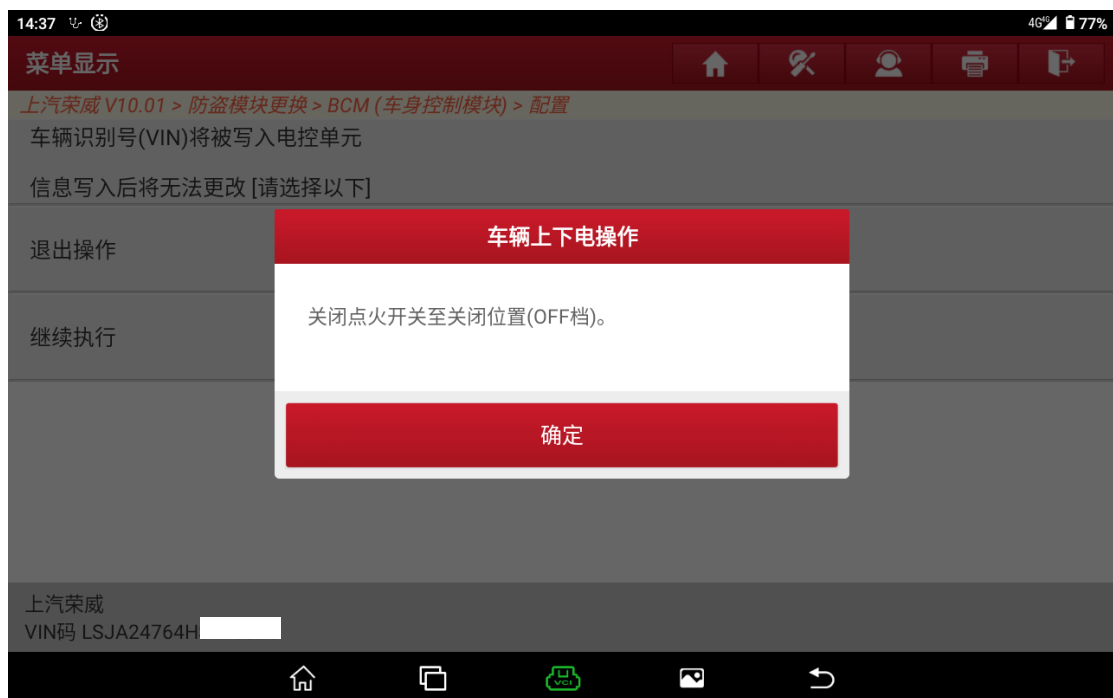 14:37
4G 4G 77%
菜单显示
上汽荣威 V10.01 > 防盗模块更换 > BCM (车身控制模块) > 配置
车辆识别号(VIN)将被写入电控单元
信息写入后将无法更改 [请选择以下]
车辆上下电操作
退出操作
关闭点火开关至关闭位置(OFF档)。
继续执行
确定
上汽荣威
VIN码 LSJA24764H
VCI